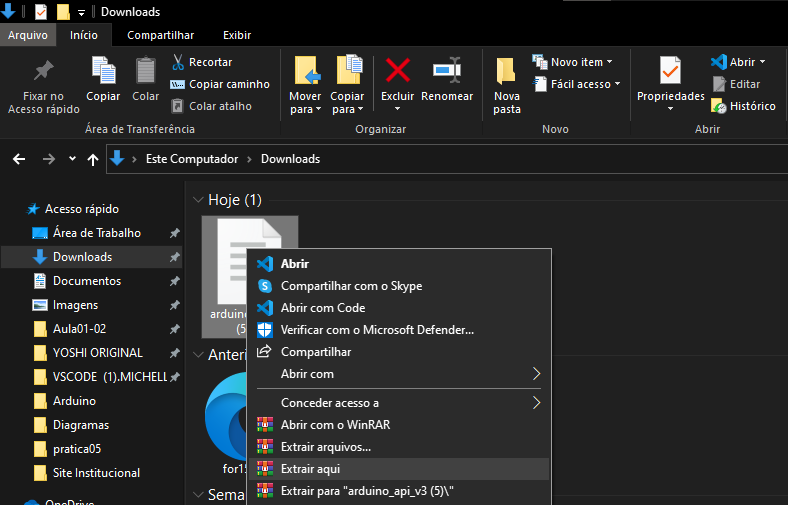 Downloads
Arquivo Início Compartilhar Exibir
Fixar no Acesso rápido
Copiar
Colar
Recortar
Copiar caminho
Colar atalho
Área de Transferência
Mover para
Copiar para
Excluir
Renomear
Organizar
Nova pasta
Novo item
Fácil acesso
Novo
Propriedades
Abrir
Editar
Histórico
Abrir
Este Computador > Downloads
Acesso rápido
Área de Trabalho
Downloads
Documentos
Imagens
Aula01-02
YOSHI ORIGINAL
VSCODE (1).MICHELL
Arduino
Diagramas
pratica05
Site Institucional
OneDrive
Hoje (1)
arduino
(5)
Anteri
for15
Sema
Abrir
Compartilhar com o Skype
Abrir com Code
Verificar com o Microsoft Defender...
Compartilhar
Abrir com
Conceder acesso a
Abrir com o WinRAR
Extrair arquivos...
Extrair aqui
Extrair para "arduino_api_v3 (5)\"